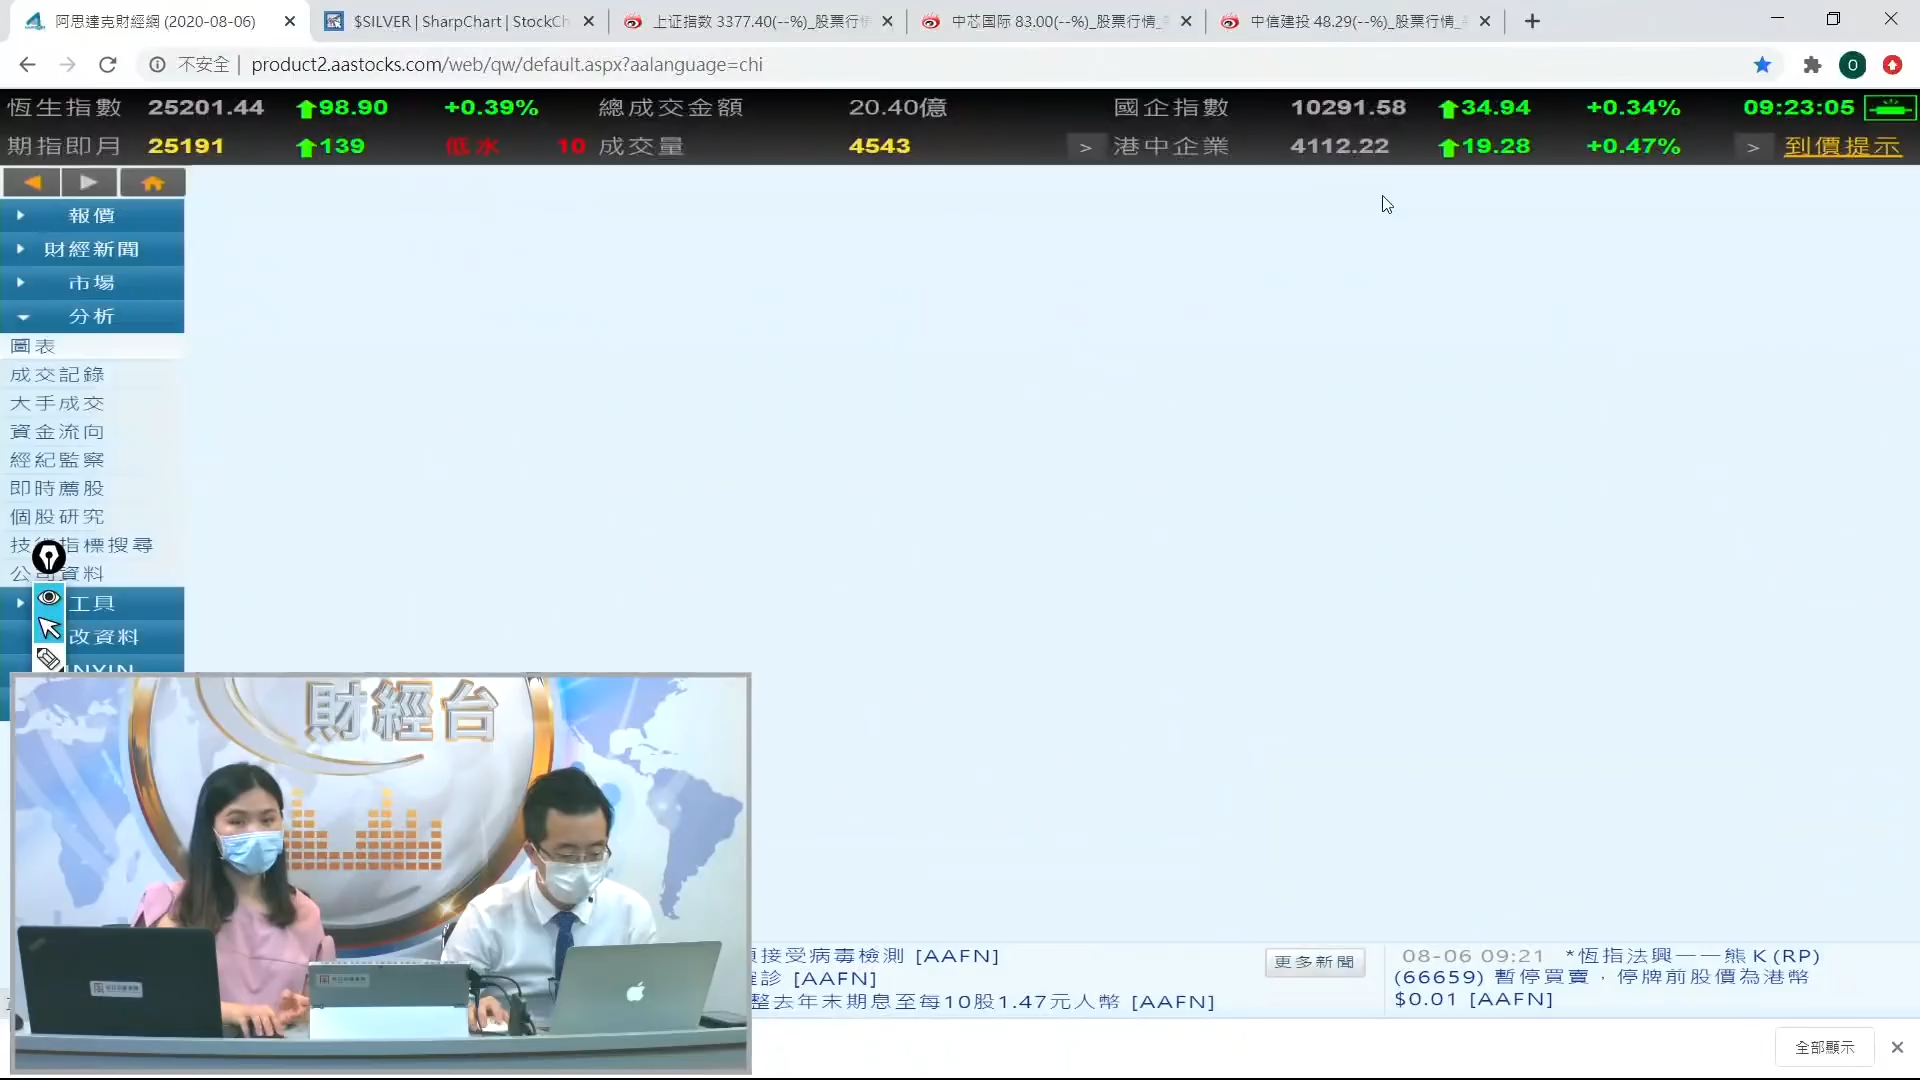 阿思達克財經網 (2020-08-06)
$SILVER | SharpChart | StockCh
上证指数 3377.40(--%)_股票行情
中芯国际 83.00(--%)_股票行情_
中信建投 48.29(--%)_股票行情_
不安全 | product2.aastocks.com/web/qw/default.aspx?aalanguage=chi
O
恆生指數 25201.44 98.90 +0.39% 總成交金額 20.40億 國企指數 10291.58 34.94 +0.34% 09:23:05
期指即月 25191 139 低水 10 成交量 4543 > 港中企業 4112.22 19.28 +0.47% > 到價提示
報價
財經新聞
市場
分析
圖表
成交記錄
大手成交
資金流向
經紀監察
即時薦股
個股研究
技 指標搜尋
公司資料
工具
改資料
INYIN
財經台
接受病毒檢測 [AAFN]
診 [AAFN]
整去年末期息至每10股1.47元人幣 [AAFN]
更多新聞
08-06 09:21 *恆指法興一一熊K(RP)
(66659) 暫停買賣，停牌前股價為港幣
$0.01 [AAFN]
全部顯示